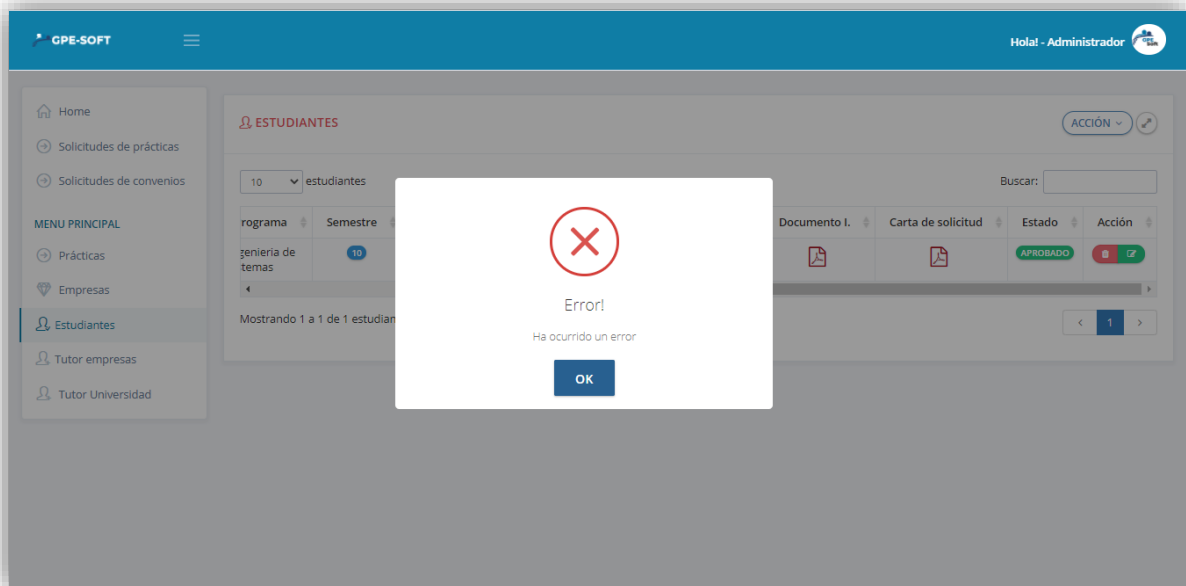 GPE-SOFT
Hola! - Administrador
Home
Solicitudes de prácticas
Solicitudes de convenios
MENU PRINCIPAL
Prácticas
Empresas
Estudiantes
Tutor empresas
Tutor Universidad
ESTUDIANTES
ACCIÓN
10 estudiantes
Buscar:
rograma Semestre Documento I. Carta de solicitud Estado Acción
genieria de
temas
10 APROBADO
Mostrando 1 a 1 de 1 estudian
< 1 >
Error!
Ha ocurrido un error
OK